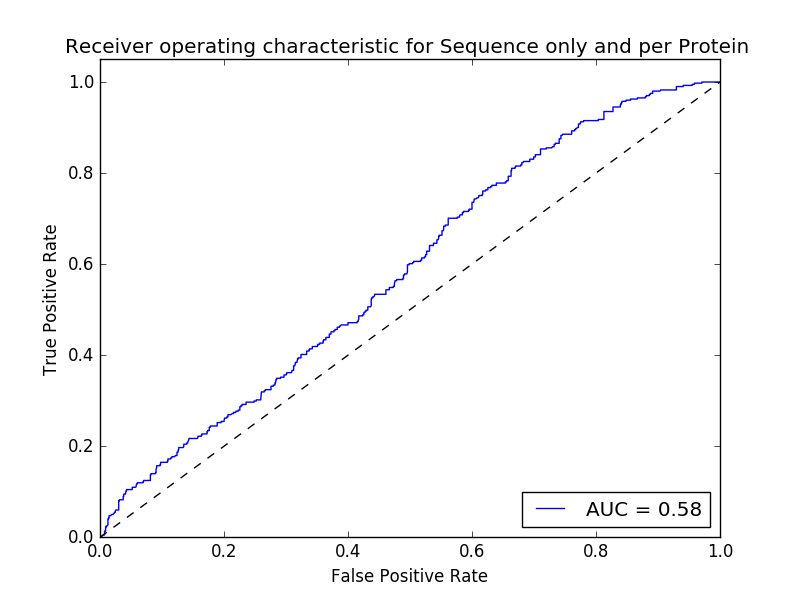 Receiver operating characteristic for Sequence only and per Protein
1.0
0.8
0.6
0.4
0.2
0.0
True Positive Rate
AUC = 0.58
0.0 0.2 0.4 0.6 0.8 1.0
False Positive Rate